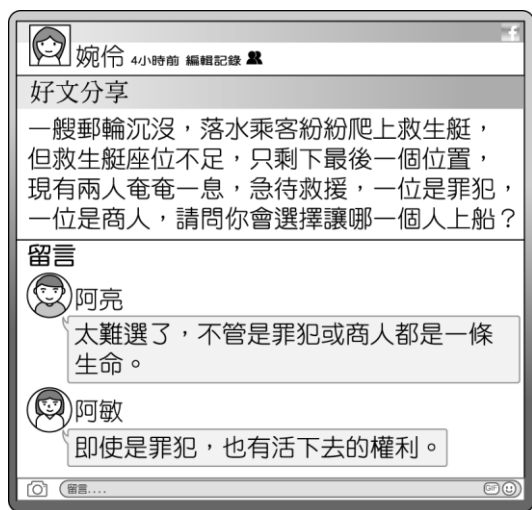 f
婉伶 4小時前 編輯記錄
好文分享
一艘郵輪沉沒，落水乘客紛紛爬上救生艇，
但救生艇座位不足，只剩下最後一個位置，
現有兩人奄奄一息，急待救援，一位是罪犯，
一位是商人，請問你會選擇讓哪一個人上船？
留言
阿亮
太難選了，不管是罪犯或商人都是一條
生命。
阿敏
即使是罪犯，也有活下去的權利。
留言.... GIF